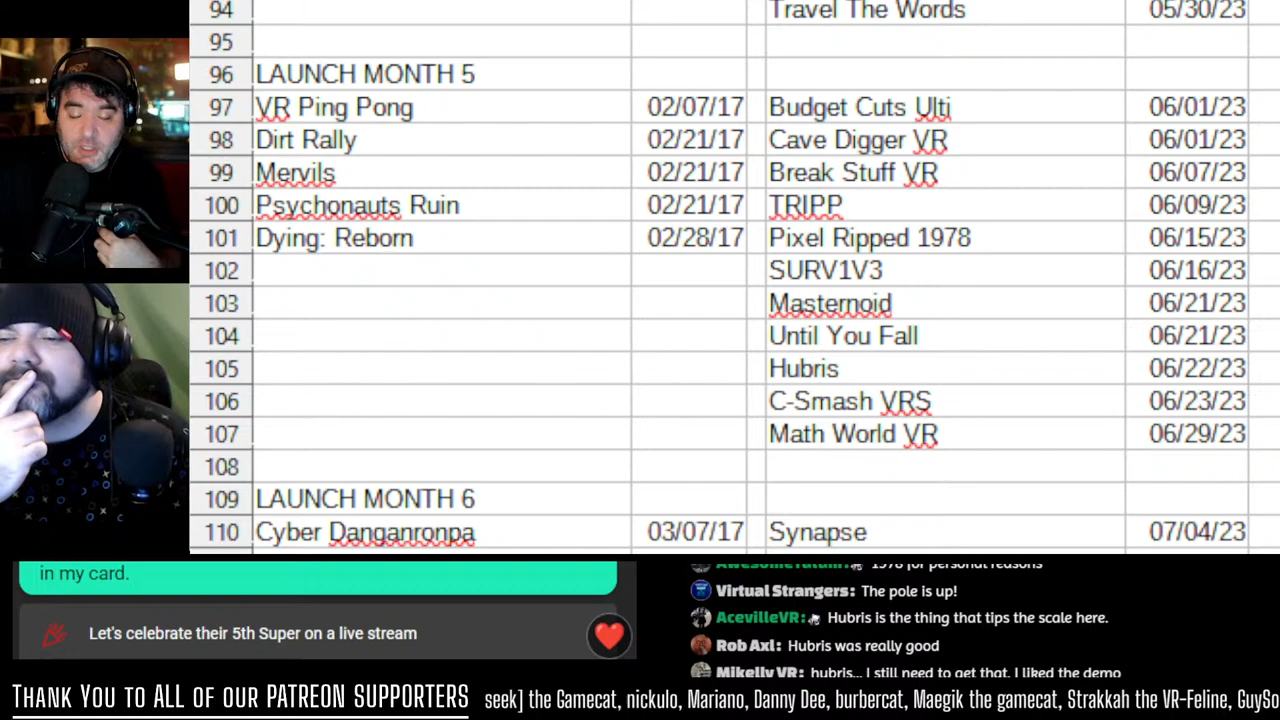 94 Travel The Words 05/30/23
95
96 LAUNCH MONTH 5
97 VR Ping Pong 02/07/17 Budget Cuts Ulti 06/01/23
98 Dirt Rally 02/21/17 Cave Digger VR 06/01/23
99 Mervils 02/21/17 Break Stuff VR 06/07/23
100 Psychonauts Ruin 02/21/17 TRIPP 06/09/23
101 Dying: Reborn 02/28/17 Pixel Ripped 1978 06/15/23
102 SURV1V3 06/16/23
103 Masternoid 06/21/23
104 Until You Fall 06/21/23
105 Hubris 06/22/23
106 C-Smash VRS 06/23/23
107 Math World VR 06/29/23
108
109 LAUNCH MONTH 6
110 Cyber Danganronpa 03/07/17 Synapse 07/04/23
in my card.
Let's celebrate their 5th Super on a live stream
AwesomeTatum: 1978 for personal reasons
Virtual Strangers: The pole is up!
AcevilleVR: Hubris is the thing that tips the scale here.
Rob Axl: Hubris was really good
Mikelly VR: hubris... I still need to get that. I liked the demo
THANK YOU TO ALL OF OUR PATREON SUPPORTERS
seek] the Gamecat, nickulo, Mariano, Danny Dee, burbercat, Maegik the gamecat, Strakkah the VR-Feline, GuySo